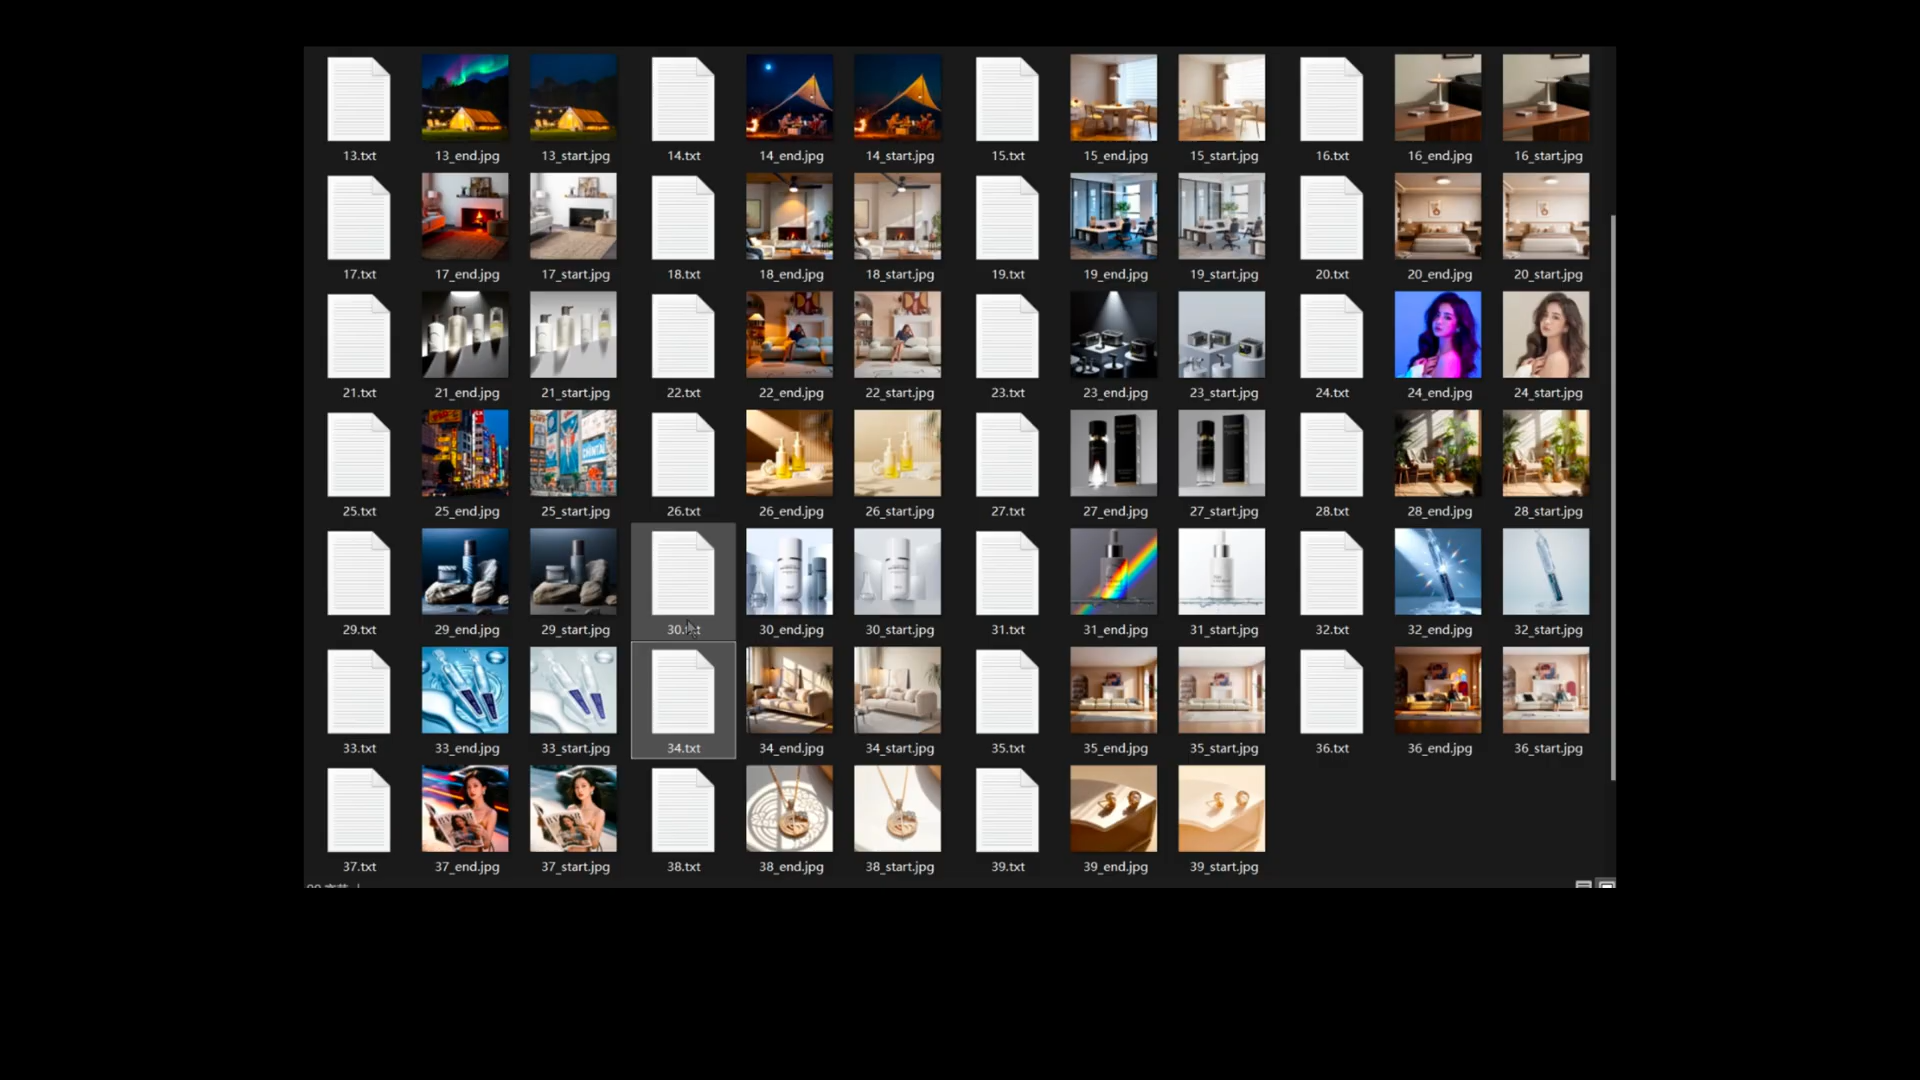 13.txt 13_end.jpg 13_start.jpg 14.txt 14_end.jpg 14_start.jpg 15.txt 15_end.jpg 15_start.jpg 16.txt 16_end.jpg 16_start.jpg
17.txt 17_end.jpg 17_start.jpg 18.txt 18_end.jpg 18_start.jpg 19.txt 19_end.jpg 19_start.jpg 20.txt 20_end.jpg 20_start.jpg
21.txt 21_end.jpg 21_start.jpg 22.txt 22_end.jpg 22_start.jpg 23.txt 23_end.jpg 23_start.jpg 24.txt 24_end.jpg 24_start.jpg
25.txt 25_end.jpg 25_start.jpg 26.txt 26_end.jpg 26_start.jpg 27.txt 27_end.jpg 27_start.jpg 28.txt 28_end.jpg 28_start.jpg
29.txt 29_end.jpg 29_start.jpg 30.txt 30_end.jpg 30_start.jpg 31.txt 31_end.jpg 31_start.jpg 32.txt 32_end.jpg 32_start.jpg
33.txt 33_end.jpg 33_start.jpg 34.txt 34_end.jpg 34_start.jpg 35.txt 35_end.jpg 35_start.jpg 36.txt 36_end.jpg 36_start.jpg
37.txt 37_end.jpg 37_start.jpg 38.txt 38_end.jpg 38_start.jpg 39.txt 39_end.jpg 39_start.jpg